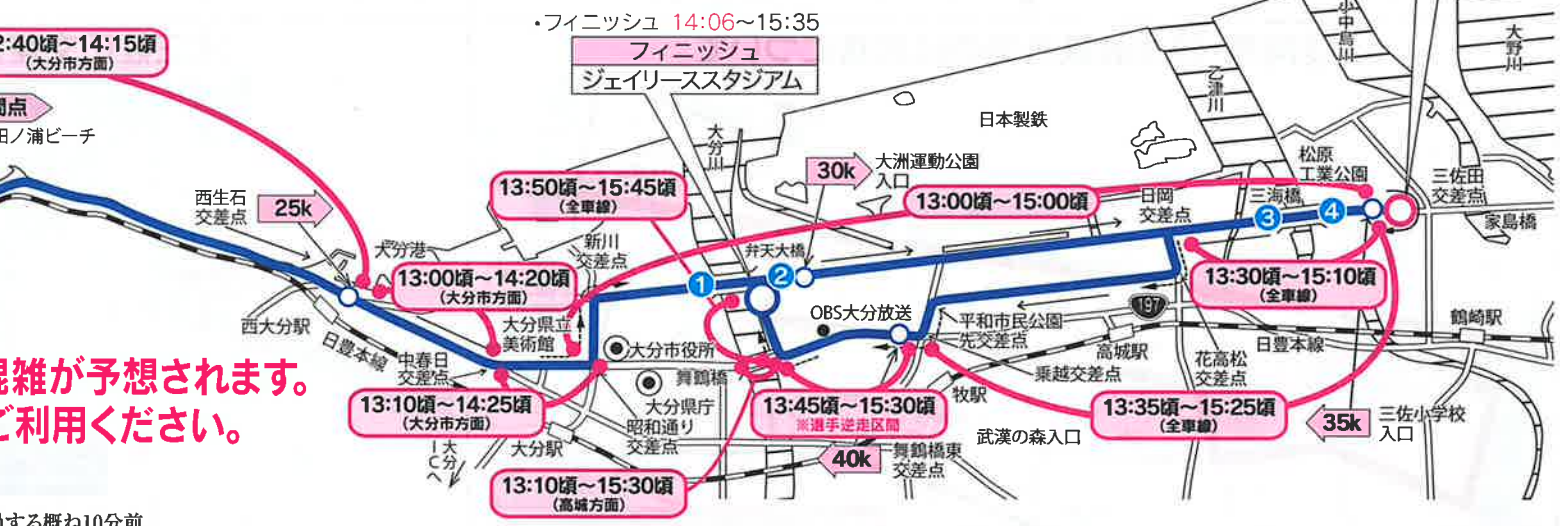 ・フィニッシュ 14:06～15:35
フィニッシュ
ジェイリーススタジアム
2:40頃～14:15頃
(大分市方面)
間点
田ノ浦ビーチ
小中島川
大野川
乙津川
日本製鉄
大分川
30k
大洲運動公園
入口
松原
工業公園
三佐田
交差点
西生石
交差点
25k
13:50頃～15:45頃
(全車線)
13:00頃～15:00頃
日岡
交差点
三海橋
③
④
家島橋
大分港
新川
交差点
弁天大橋
①
②
13:00頃～14:20頃
(大分市方面)
13:30頃～15:10頃
(全車線)
197
西大分駅
大分県立
美術館
OBS大分放送
平和市民公園
先交差点
鶴崎駅
日豊本線
中春日
交差点
大分市役所
舞鶴橋
高城駅
花高松
交差点
日豊本線
乗越交差点
混雑が予想されます。
ご利用ください。
13:10頃～14:25頃
(大分市方面)
大分県庁
昭和通り
交差点
13:45頃～15:30頃
※選手逆走区間
牧駅
13:35頃～15:25頃
(全車線)
35k
三佐小学校
入口
大分
ICへ
大分駅
武漢の森入口
40k
舞鶴橋東
交差点
13:10頃～15:30頃
(高城方面)
する概ね10分前